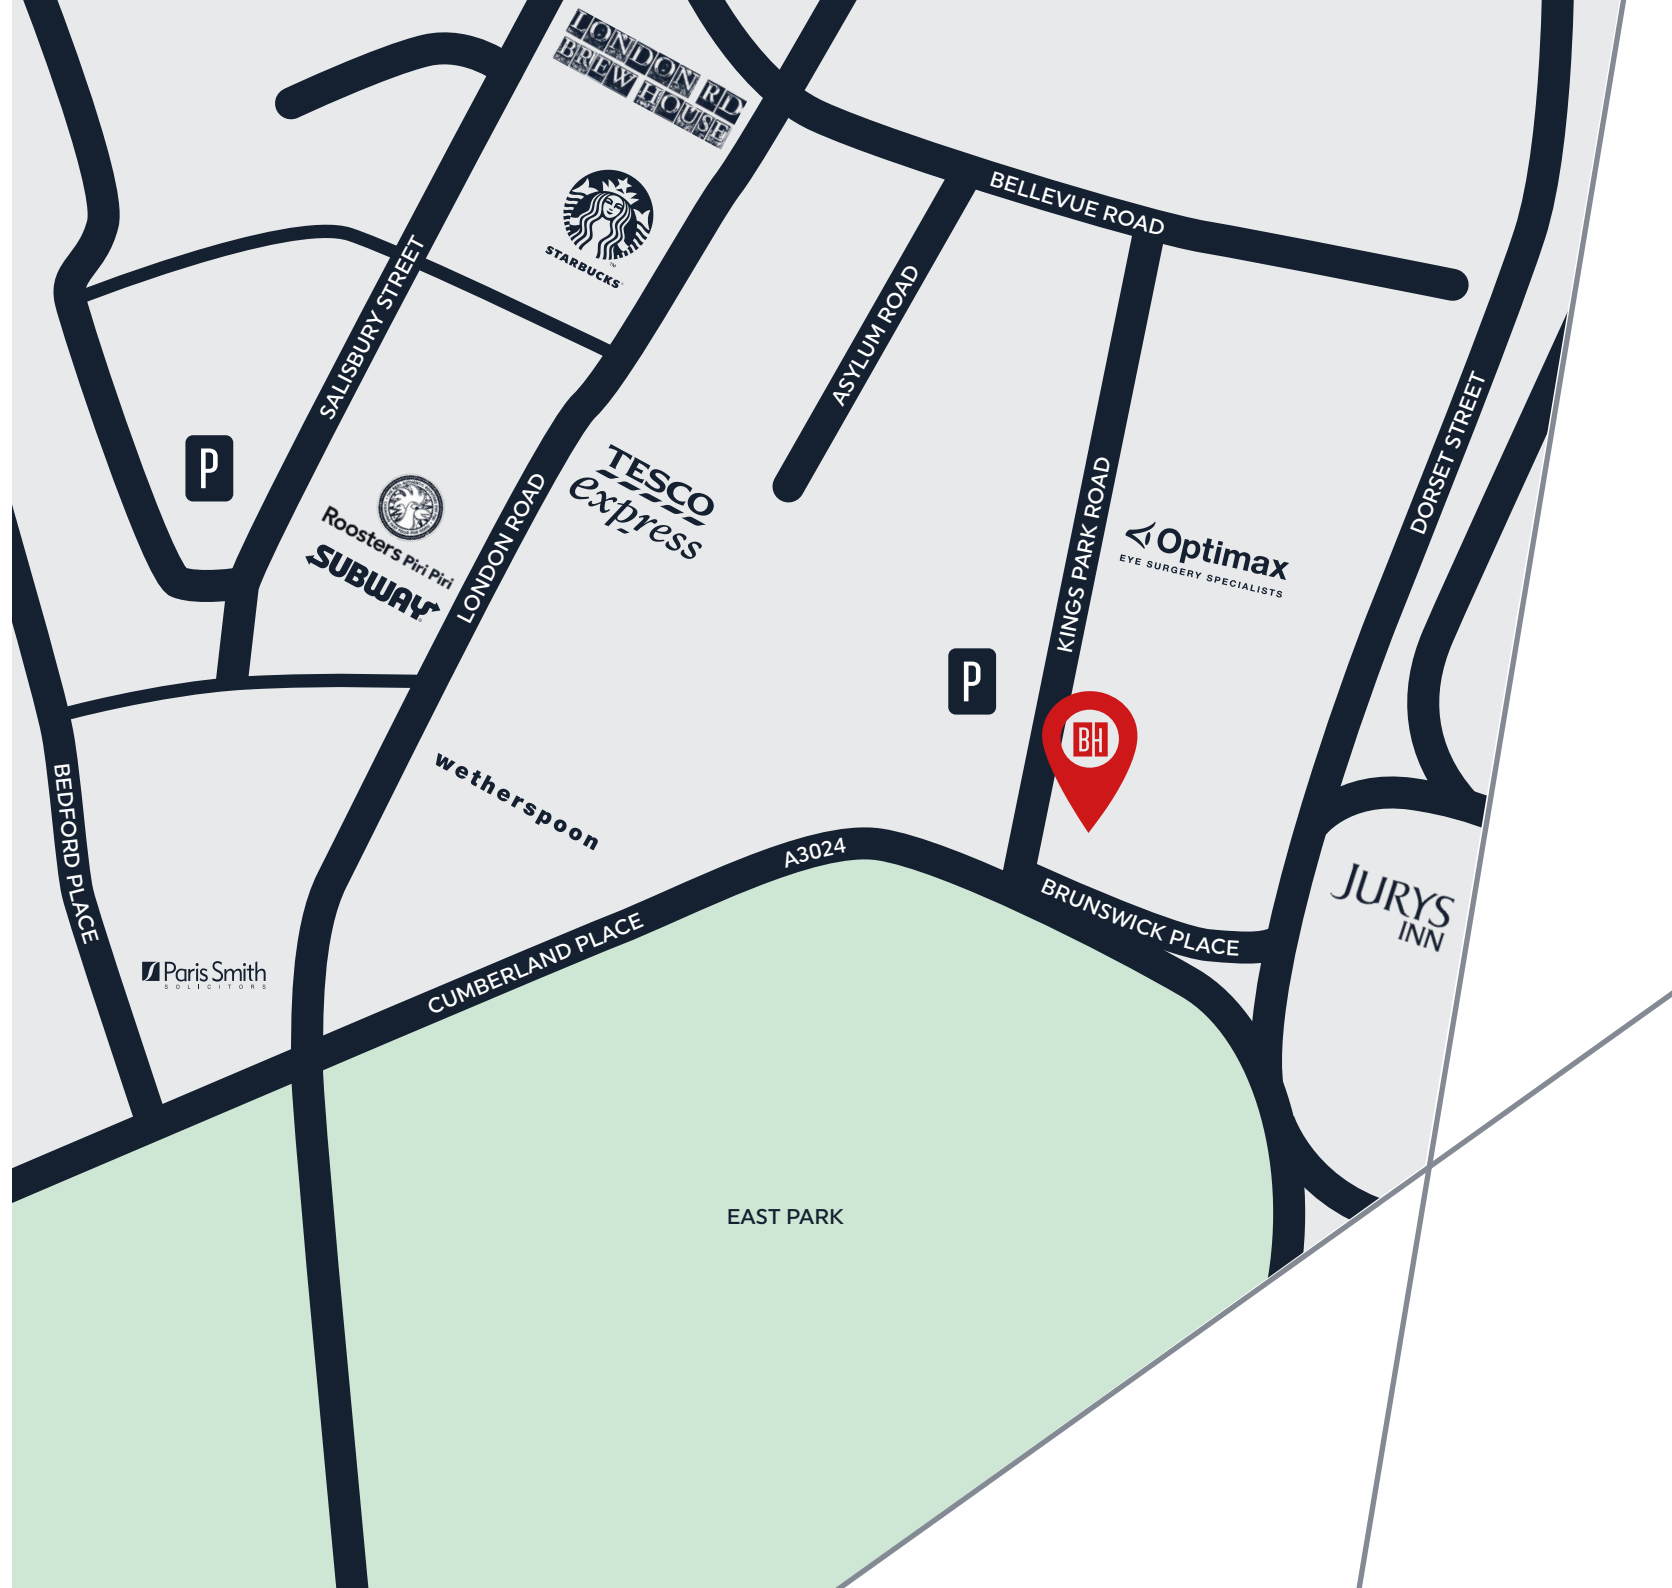 LONDON RD
BREW HOUSE
STARBUCKS
TM
BELLEVUE ROAD
SALISBURY STREET
ASYLUM ROAD
DORSET STREET
P
TESCO
express
Roosters Piri Piri
SUBWAY
LONDON ROAD
KINGS PARK ROAD
Optimax
EYE SURGERY SPECIALISTS
P
BH
wetherspoon
BEDFORD PLACE
A3024
BRUNSWICK PLACE
JURYS
INN
CUMBERLAND PLACE
Paris Smith
SOLICITORS
EAST PARK